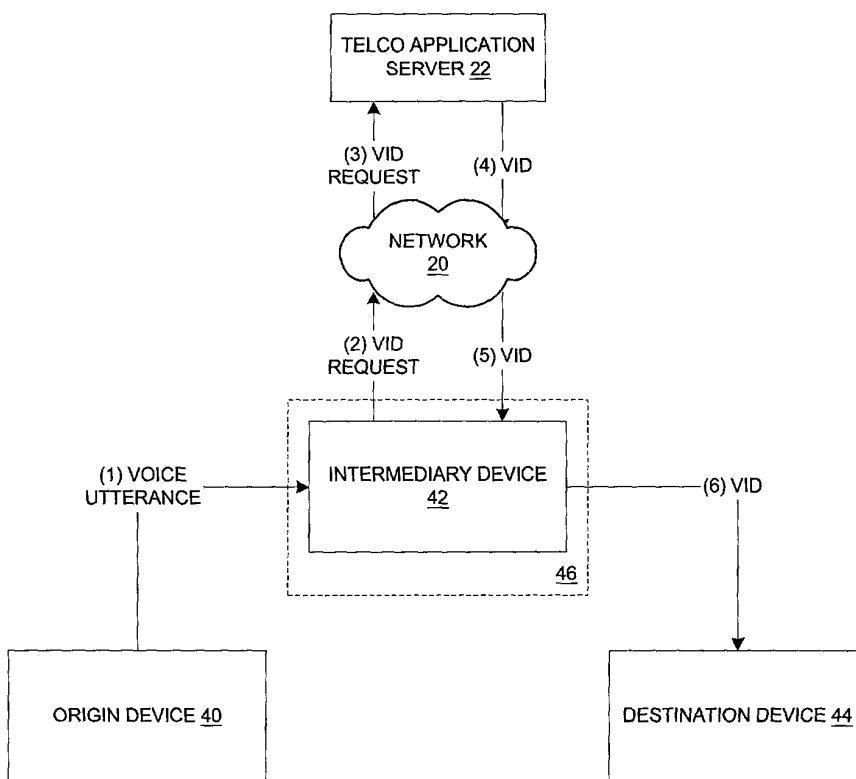 TELCO APPLICATION
SERVER 22
(3) VID
REQUEST
(4) VID
NETWORK
20
(2) VID
REQUEST
(5) VID
(1) VOICE
UTTERANCE
INTERMEDIARY DEVICE
42
(6) VID
46
ORIGIN DEVICE 40
DESTINATION DEVICE 44